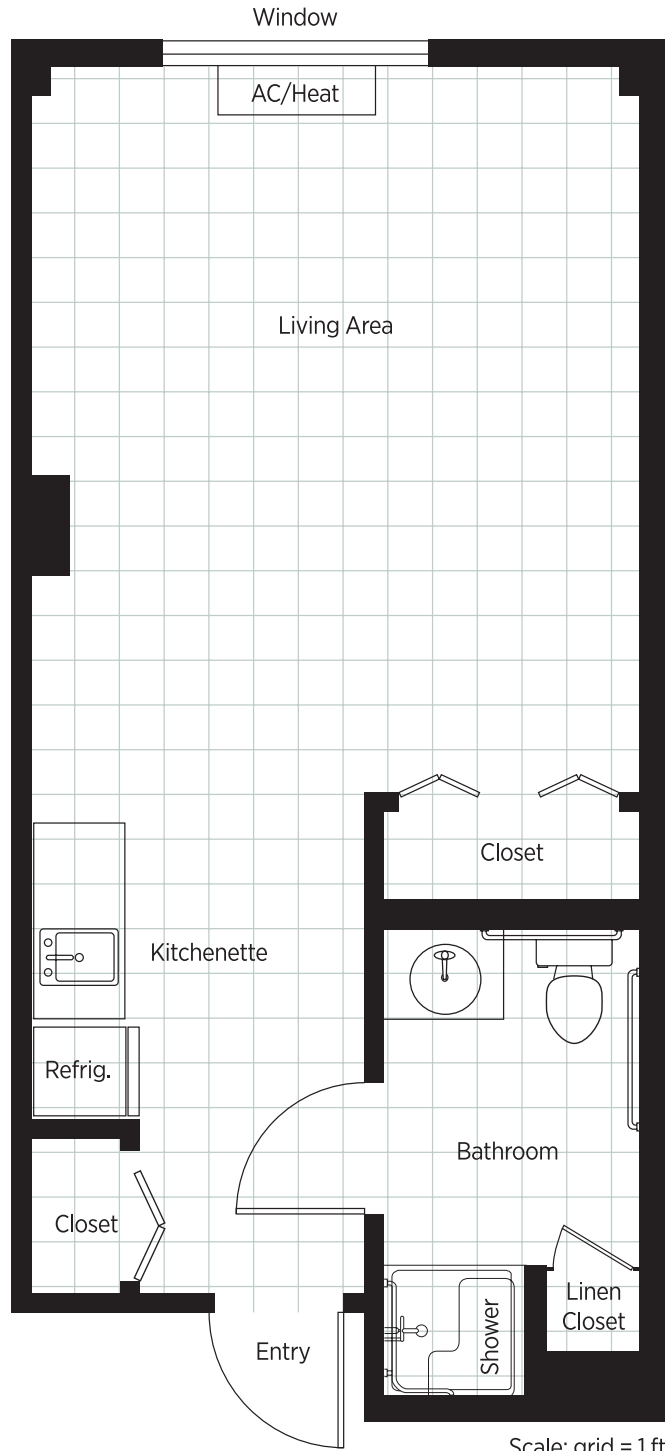 Window
AC/Heat
Living Area
Closet
Kitchenette
Refrig.
Bathroom
Closet
Linen
Closet
Shower
Entry
Scale: grid = 1 ft